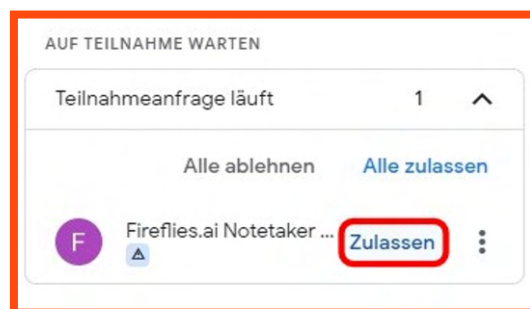 AUF TEILNAHME WARTEN
Teilnahmeanfrage läuft 1
Alle ablehnen Alle zulassen
F Fireflies.ai Notetaker ... Zulassen